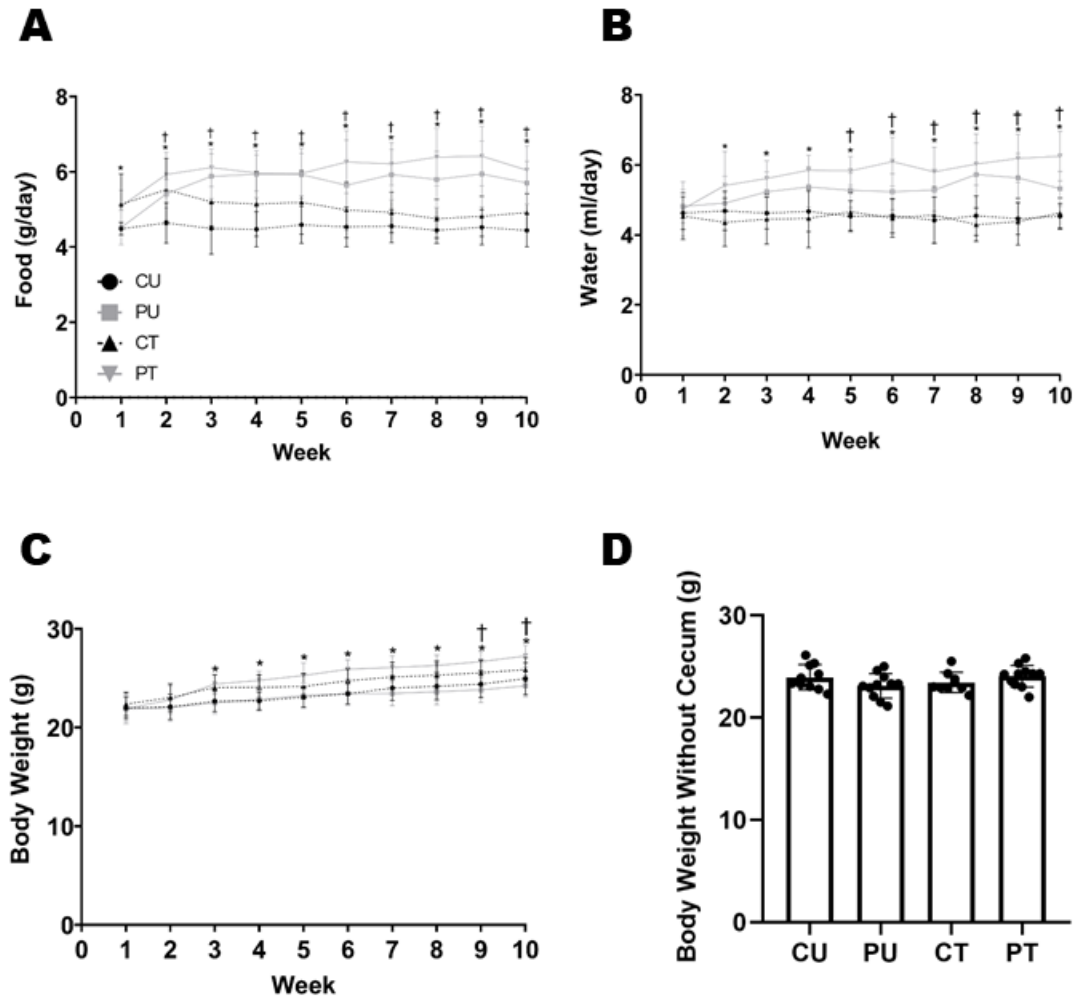 A
Food (g/day)
8
6
4
2
0
CU
PU
CT
PT
0 1 2 3 4 5 6 7 8 9 10
Week
B
Water (ml/day)
8
6
4
2
0
0 1 2 3 4 5 6 7 8 9 10
Week
C
Body Weight (g)
30
20
10
0
0 1 2 3 4 5 6 7 8 9 10
Week
D
Body Weight Without Cecum (g)
30
20
10
0
CU PU CT PT